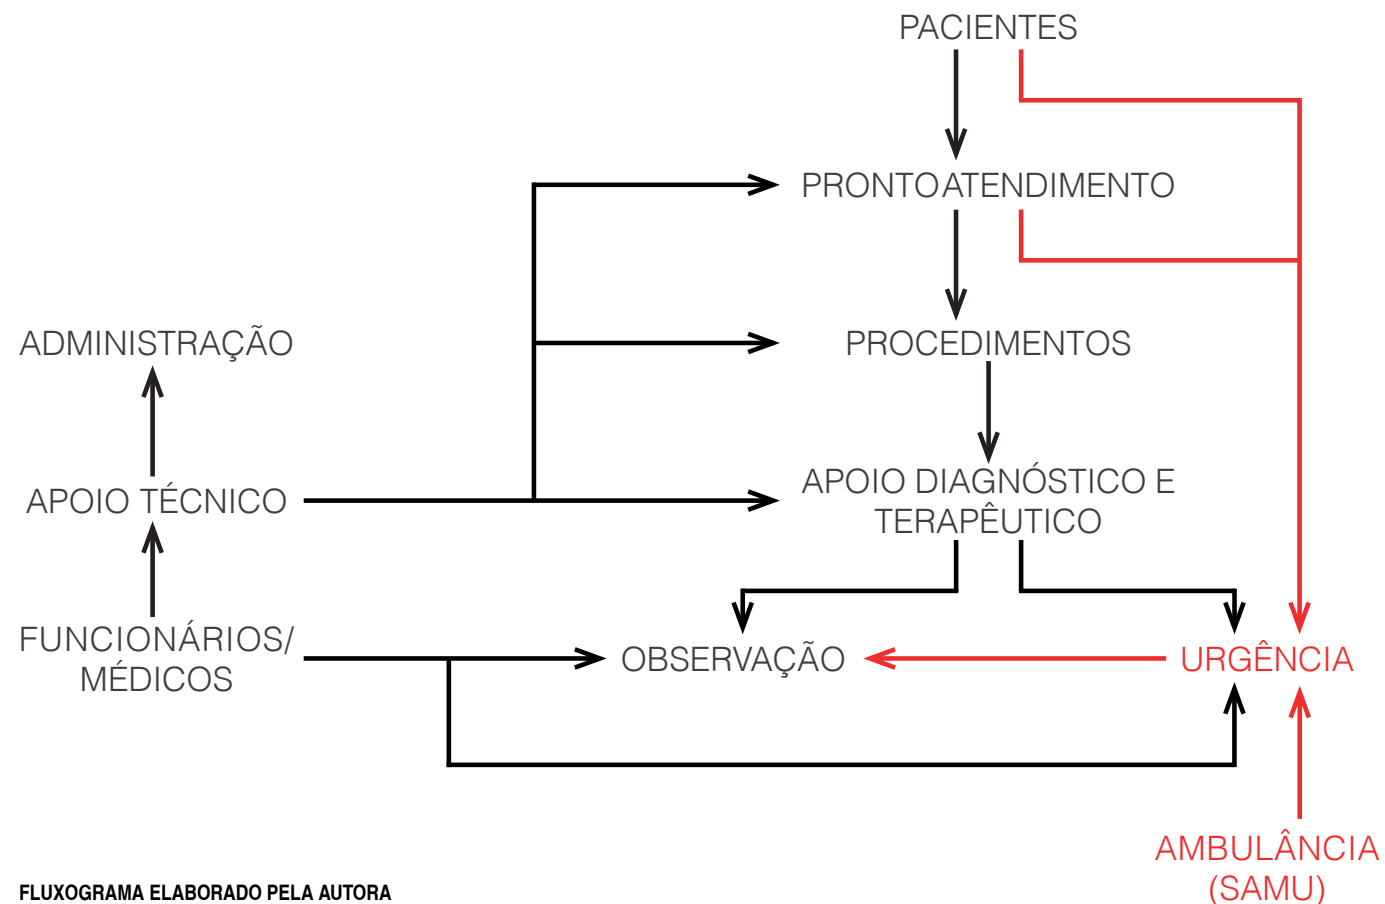 PACIENTES
PRONTO ATENDIMENTO
ADMINISTRAÇÃO
PROCEDIMENTOS
APOIO TÉCNICO
APOIO DIAGNÓSTICO E
TERAPÊUTICO
FUNCIONÁRIOS/
MÉDICOS
OBSERVAÇÃO
URGÊNCIA
AMBULÂNCIA
(SAMU)
FLUXOGRAMA ELABORADO PELA AUTORA